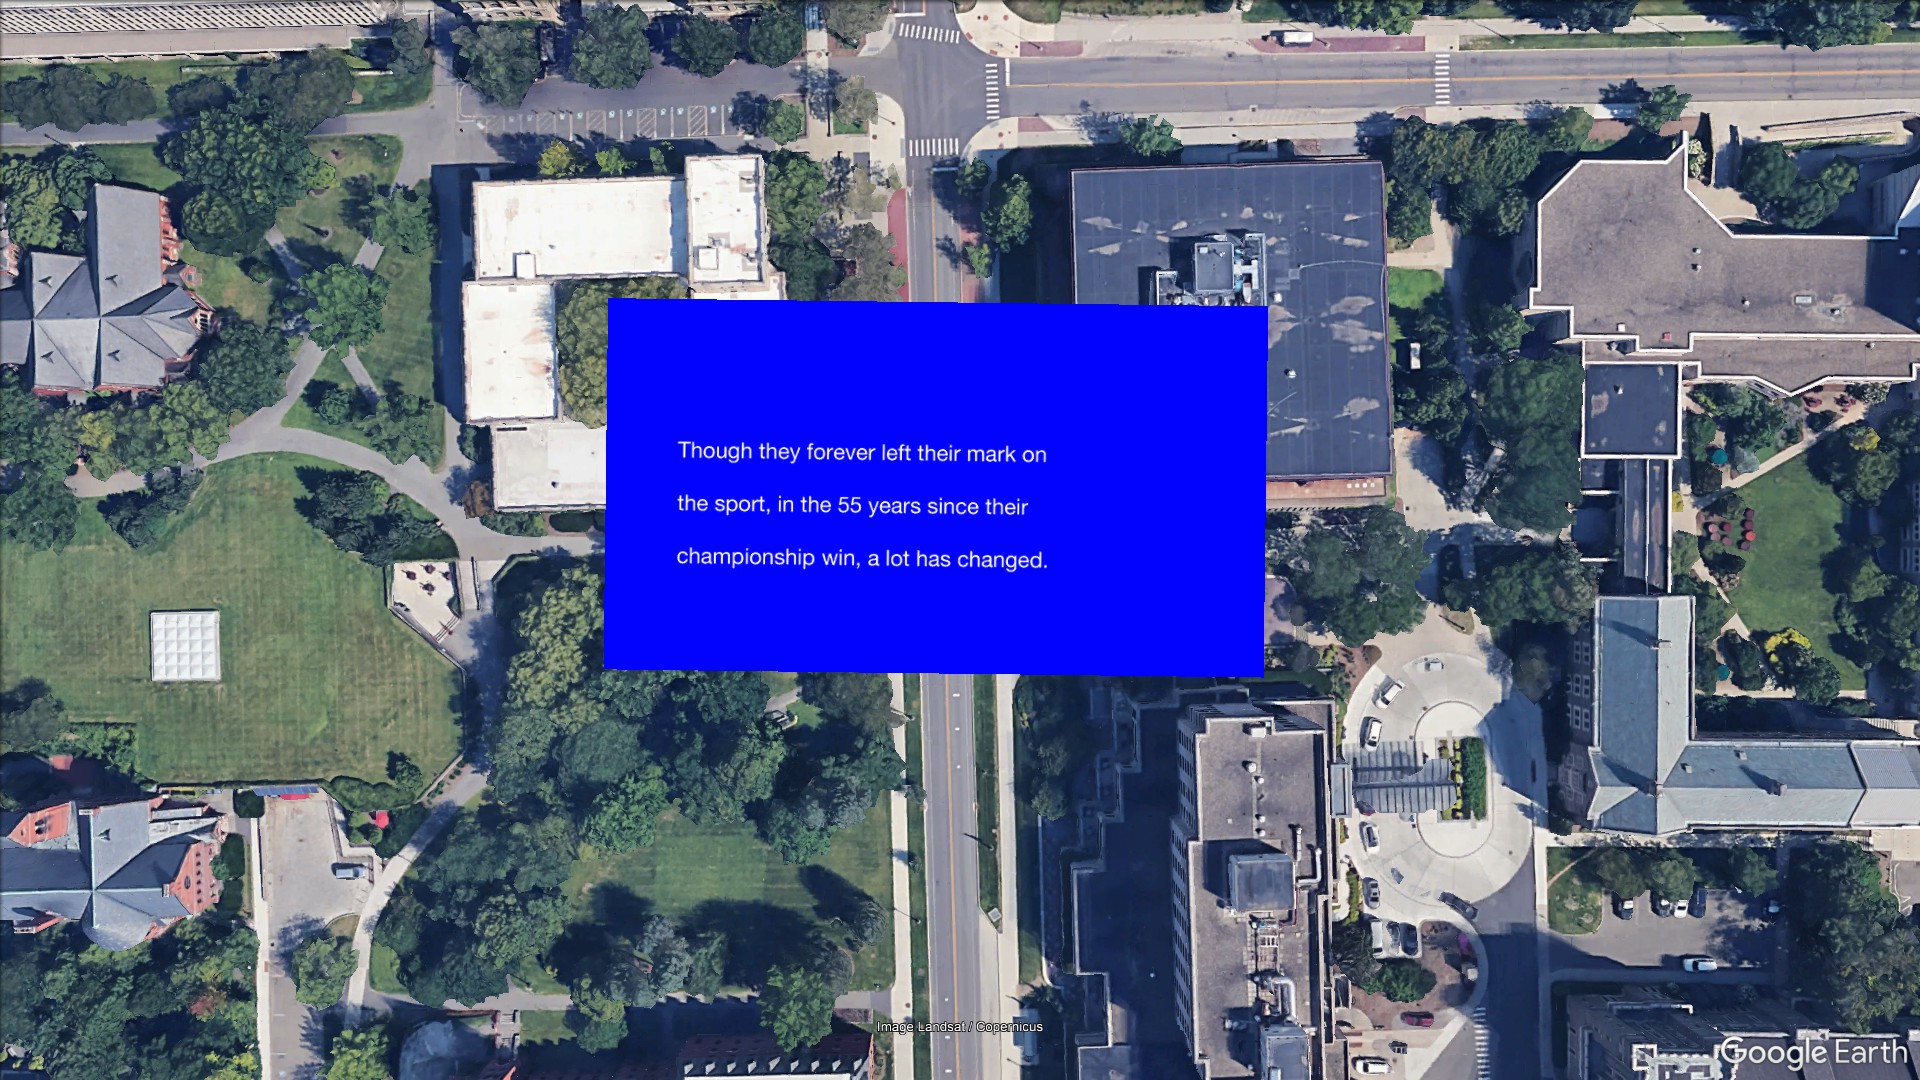 Though they forever left their mark on
the sport, in the 55 years since their
championship win, a lot has changed.
Image Landsat / Copernicus
Google Earth